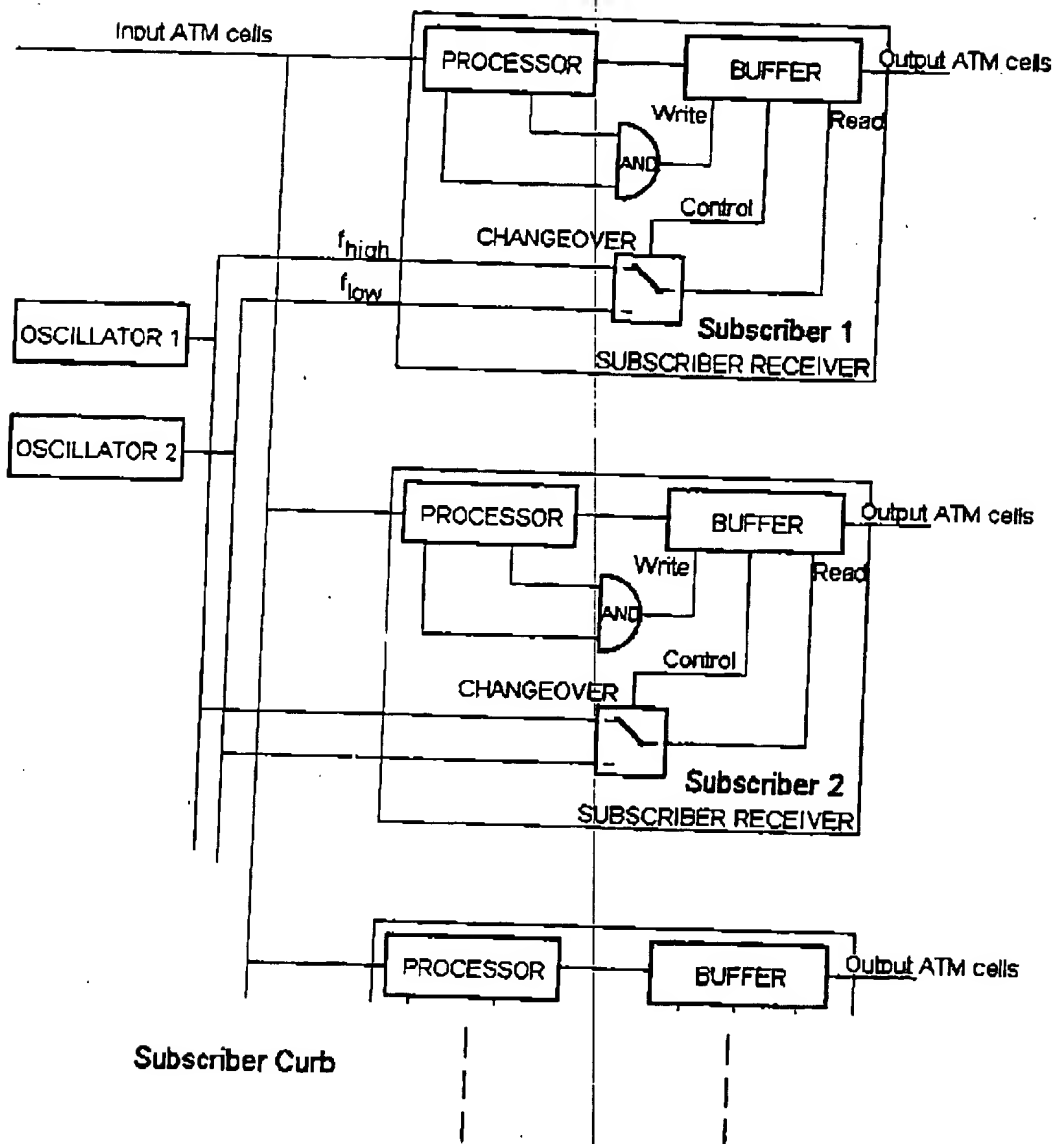 Input ATM cells
PROCESSOR
BUFFER
Output ATM cells
Write
Read
AND
Control
CHANGEOVER
fhigh
flow
OSCILLATOR 1
Subscriber 1
SUBSCRIBER RECEIVER
OSCILLATOR 2
PROCESSOR
BUFFER
Output ATM cells
Write
Read
AND
Control
CHANGEOVER
Subscriber 2
SUBSCRIBER RECEIVER
PROCESSOR
BUFFER
Output ATM cells
Subscriber Curb